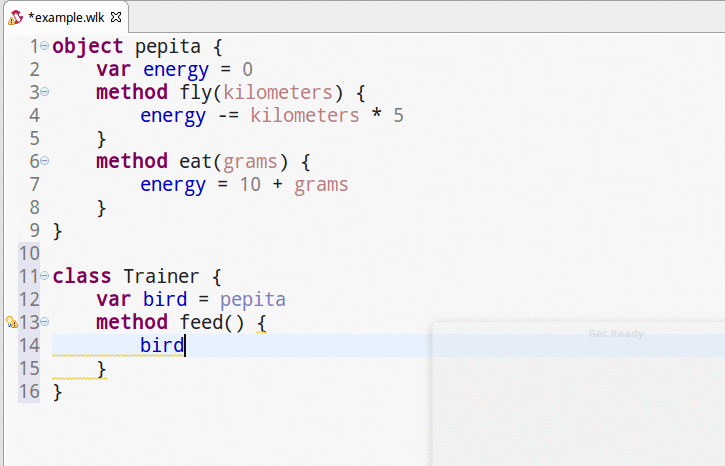 *example.wlk
1 object pepita {
2 var energy = 0
3 method fly(kilometers) {
4 energy -= kilometers * 5
5 }
6 method eat(grams) {
7 energy = 10 + grams
8 }
9 }
10
11 class Trainer {
12 var bird = pepita
13 method feed() {
14 bird
15 }
16 }
Get Ready